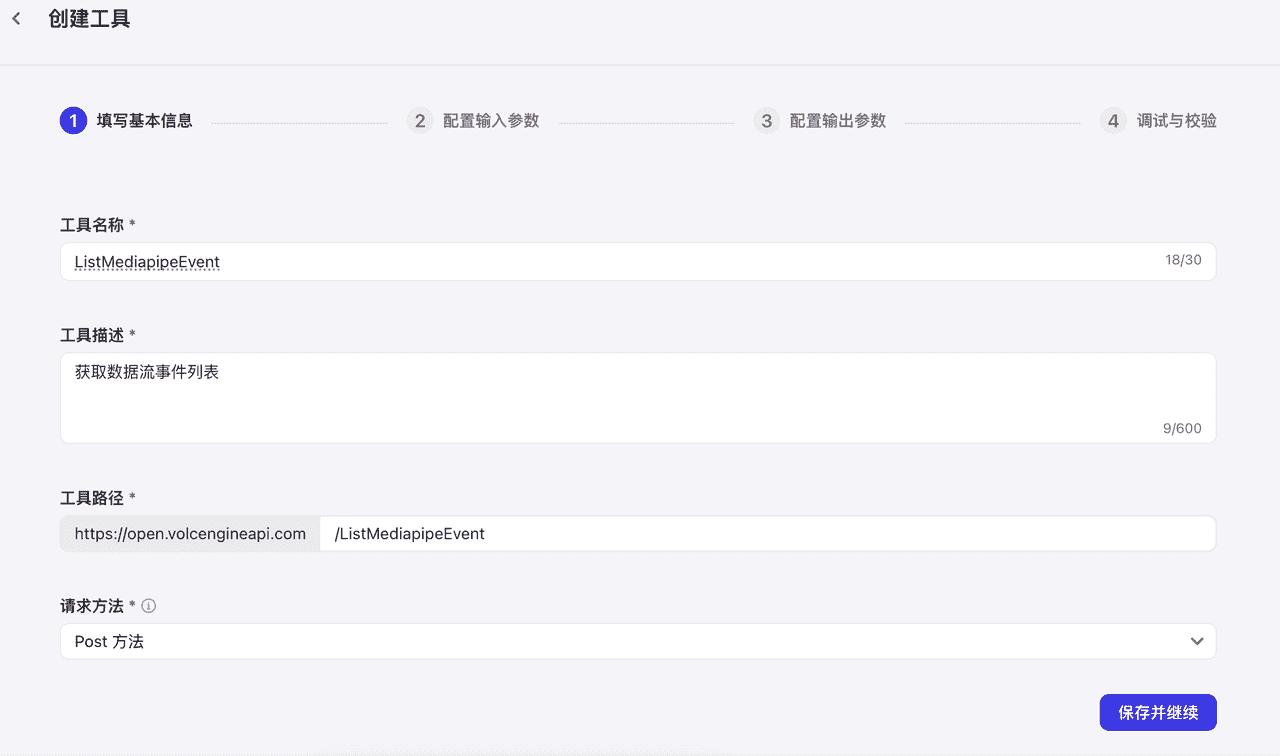 创建工具
1 填写基本信息 2 配置输入参数 3 配置输出参数 4 调试与校验
工具名称 *
ListMediapipeEvent 18/30
工具描述 *
获取数据流事件列表
9/600
工具路径 *
https://open.volcengineapi.com /ListMediapipeEvent
请求方法 *
Post 方法
保存并继续